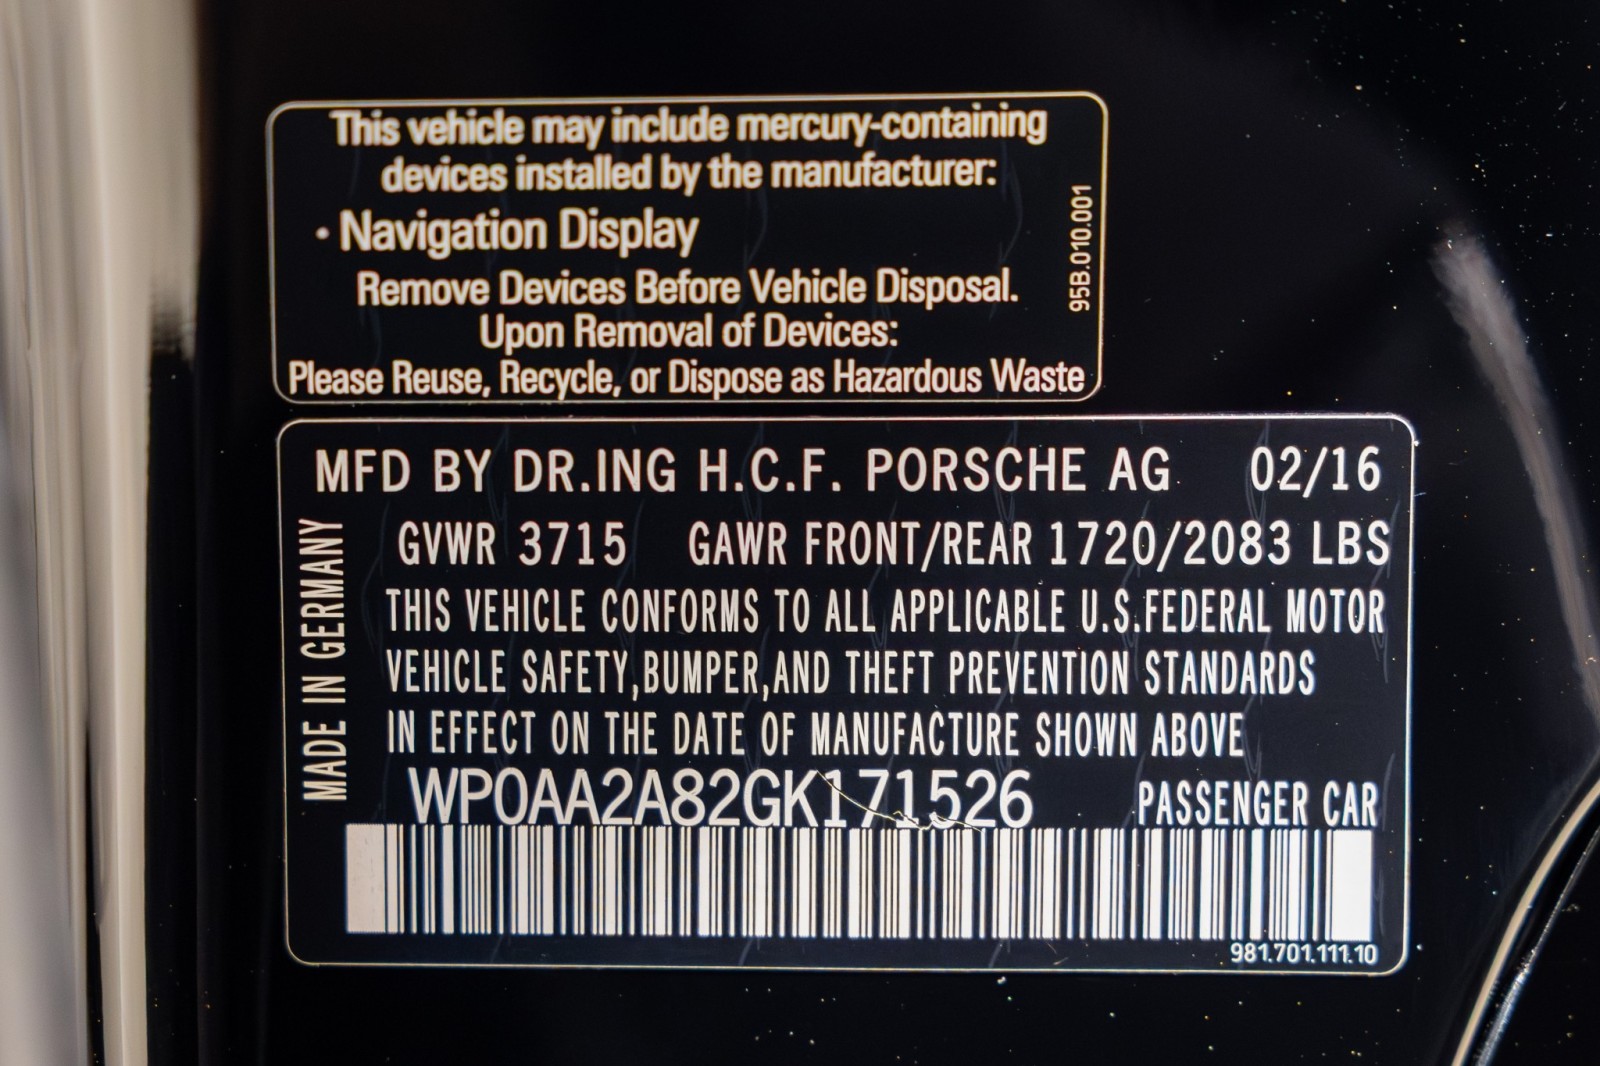 This vehicle may include mercury-containing
devices installed by the manufacturer:
· Navigation Display
Remove Devices Before Vehicle Disposal.
Upon Removal of Devices:
Please Reuse, Recycle, or Dispose as Hazardous Waste
95B.010.001
MFD BY DR.ING H.C.F. PORSCHE AG 02/16
GVWR 3715 GAWR FRONT/REAR 1720/2083 LBS
THIS VEHICLE CONFORMS TO ALL APPLICABLE U.S.FEDERAL MOTOR
VEHICLE SAFETY,BUMPER,AND THEFT PREVENTION STANDARDS
IN EFFECT ON THE DATE OF MANUFACTURE SHOWN ABOVE
MADE IN GERMANY
WP0AA2A82GK171526 PASSENGER CAR
981.701.111.10